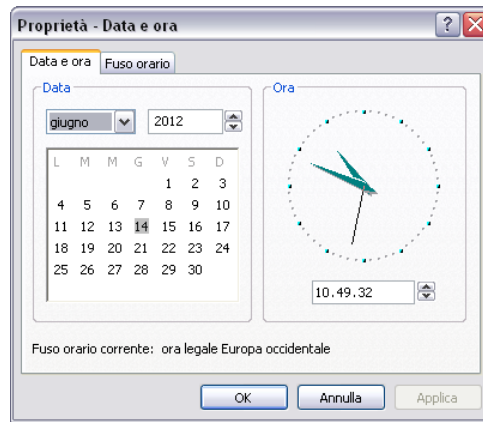 Proprietà - Data e ora
Data e ora Fuso orario
Data
giugno 2012
L M M G V S D
1 2 3
4 5 6 7 8 9 10
11 12 13 14 15 16 17
18 19 20 21 22 23 24
25 26 27 28 29 30
Ora
10.49.32
Fuso orario corrente: ora legale Europa occidentale
OK Annulla Applica